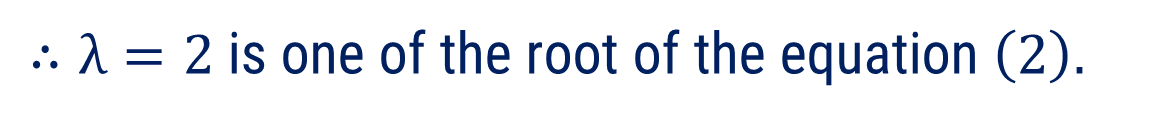 ∴ λ = 2 is one of the root of the equation (2).